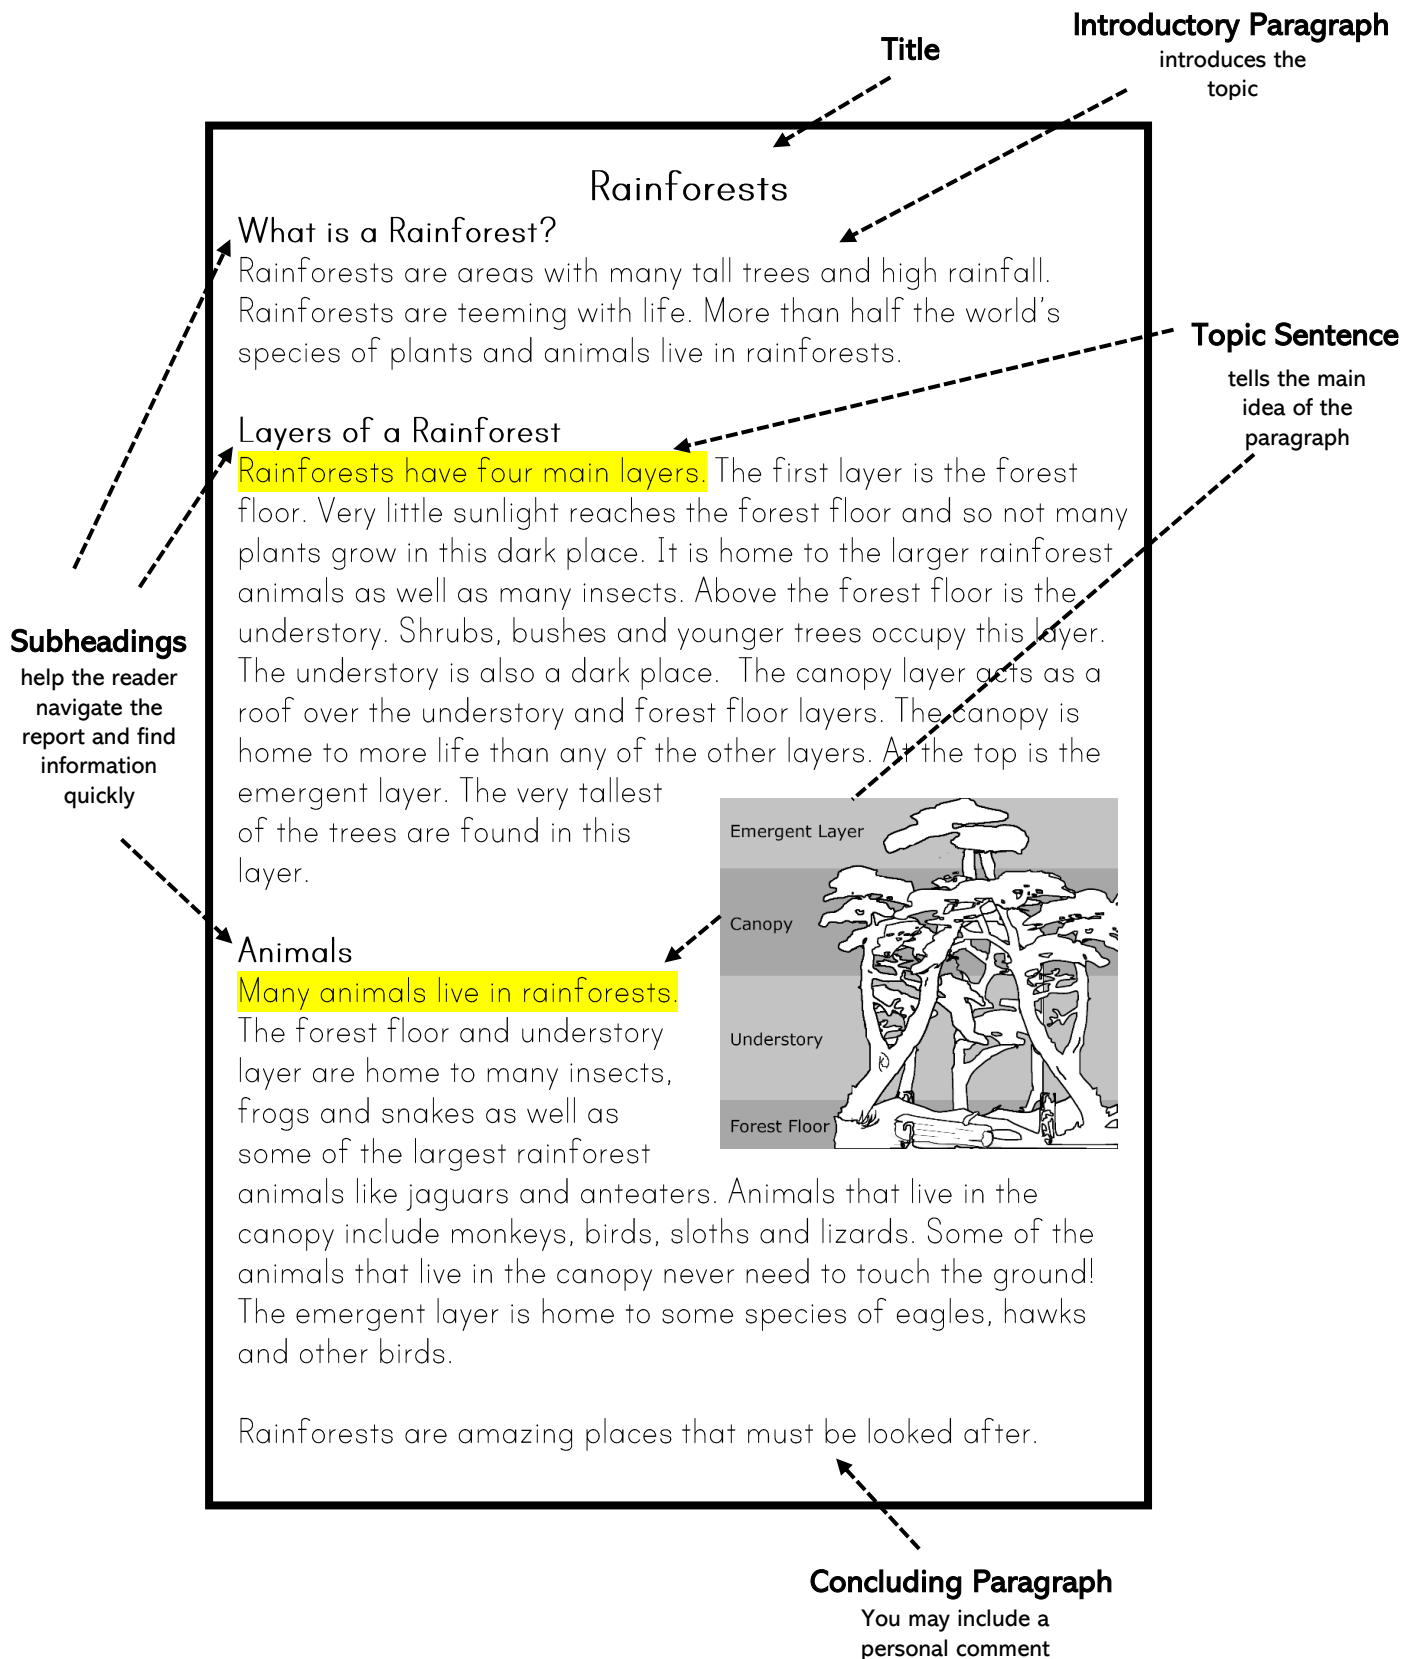 Title
Introductory Paragraph
introduces the
topic
Rainforests
What is a Rainforest?
Rainforests are areas with many tall trees and high rainfall.
Rainforests are teeming with life. More than half the world's
species of plants and animals live in rainforests.
Topic Sentence
tells the main
idea of the
paragraph
Layers of a Rainforest
Rainforests have four main layers. The first layer is the forest
floor. Very little sunlight reaches the forest floor and so not many
plants grow in this dark place. It is home to the larger rainforest
animals as well as many insects. Above the forest floor is the
understory. Shrubs, bushes and younger trees occupy this layer.
The understory is also a dark place.  The canopy layer acts as a
roof over the understory and forest floor layers. The canopy is
home to more life than any of the other layers. At the top is the
emergent layer. The very tallest
of the trees are found in this
layer.
Subheadings
help the reader
navigate the
report and find
information
quickly
Emergent Layer
Canopy
Understory
Forest Floor
Animals
Many animals live in rainforests.
The forest floor and understory
layer are home to many insects,
frogs and snakes as well as
some of the largest rainforest
animals like jaguars and anteaters. Animals that live in the
canopy include monkeys, birds, sloths and lizards. Some of the
animals that live in the canopy never need to touch the ground!
The emergent layer is home to some species of eagles, hawks
and other birds.
Rainforests are amazing places that must be looked after.
Concluding Paragraph
You may include a
personal comment